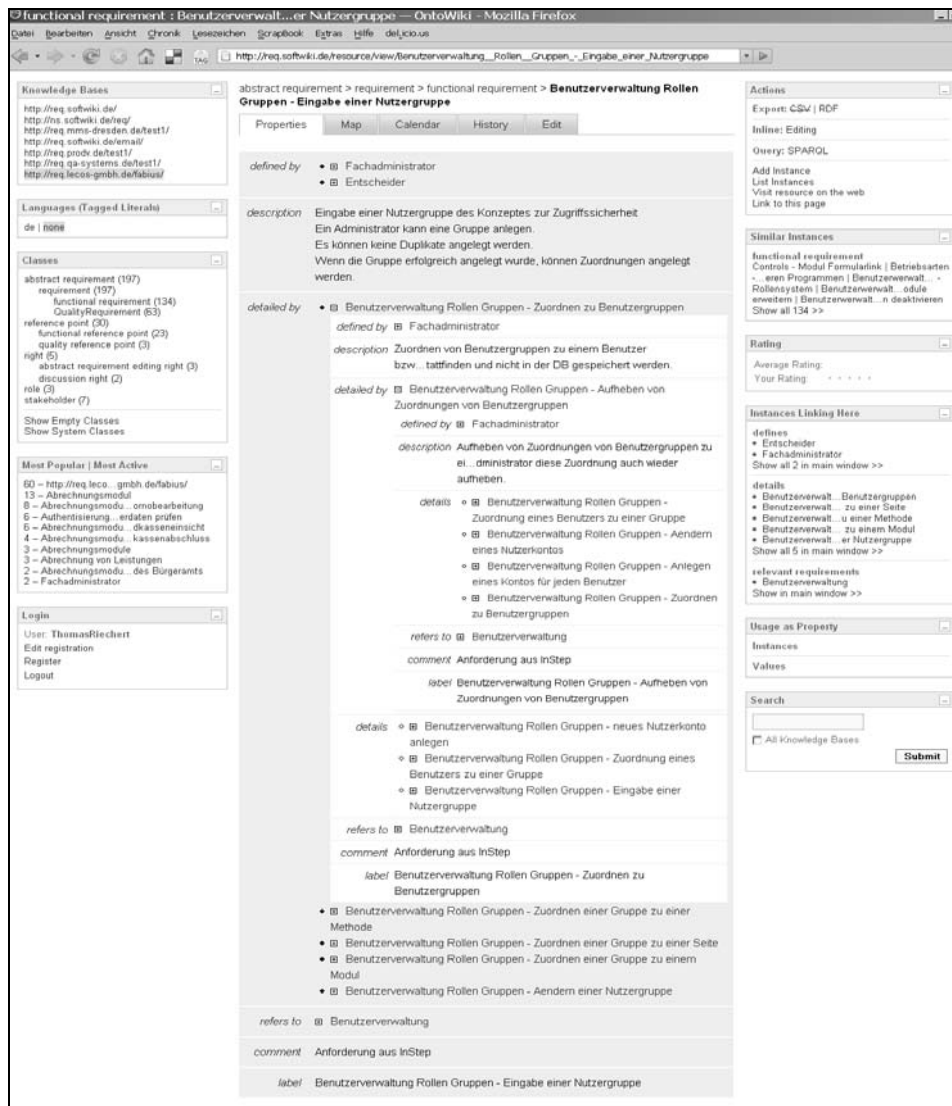 functional requirement : Benutzerverwalt...er Nutzergruppe — OntoWiki - Mozilla Firefox
Datei Bearbeiten Ansicht Chronik Lesezeichen ScrapBook Extras Hilfe del.icio.us
TAG http://req.softwiki.de/resource/view/Benutzerverwaltung__Rollen__Gruppen_-_Eingabe_einer_Nutzergruppe
Knowledge Bases
http://req.softwiki.de/
http://ns.softwiki.de/req/
http://req.mms-dresden.de/test1/
http://req.softwiki.de/email/
http://req.prodv.de/test1/
http://req.qa-systems.de/test1/
http://req.lecos-gmbh.de/fabius/
Languages (Tagged Literals)
de | none
Classes
abstract requirement (197)
requirement (197)
functional requirement (134)
QualityRequirement (63)
reference point (30)
functional reference point (23)
quality reference point (3)
right (5)
abstract requirement editing right (3)
discussion right (2)
role (3)
stakeholder (7)
Show Empty Classes
Show System Classes
Most Popular | Most Active
60 – http://req.leco...gmbh.de/fabius/
13 – Abrechnungsmodul
8 – Abrechnungsmodu...ornobearbeitung
6 – Authentisierung...erdaten prüfen
6 – Abrechnungsmodu...dkasseneinsicht
4 – Abrechnungsmodu...kassenabschluss
3 – Abrechnungsmodule
3 – Abrechnung von Leistungen
2 – Abrechnungsmodu...des Bürgeramts
2 – Fachadministrator
Login
User: ThomasRiechert
Edit registration
Register
Logout
abstract requirement > requirement > functional requirement > Benutzerverwaltung Rollen
Gruppen - Eingabe einer Nutzergruppe
Properties Map Calendar History Edit
defined by Fachadministrator
Entscheider
description Eingabe einer Nutzergruppe des Konzeptes zur Zugriffssicherheit
Ein Administrator kann eine Gruppe anlegen.
Es können keine Duplikate angelegt werden.
Wenn die Gruppe erfolgreich angelegt wurde, können Zuordnungen angelegt
werden.
detailed by Benutzerverwaltung Rollen Gruppen - Zuordnen zu Benutzergruppen
defined by Fachadministrator
description Zuordnen von Benutzergruppen zu einem Benutzer
bzw...tattfinden und nicht in der DB gespeichert werden.
detailed by Benutzerverwaltung Rollen Gruppen - Aufheben von
Zuordnungen von Benutzergruppen
defined by Fachadministrator
description Aufheben von Zuordnungen von Benutzergruppen zu
ei...dministrator diese Zuordnung auch wieder
aufheben.
details Benutzerverwaltung Rollen Gruppen -
Zuordnung eines Benutzers zu einer Gruppe
Benutzerverwaltung Rollen Gruppen - Aendern
eines Nutzerkontos
Benutzerverwaltung Rollen Gruppen - Anlegen
eines Kontos für jeden Benutzer
Benutzerverwaltung Rollen Gruppen - Zuordnen
zu Benutzergruppen
refers to Benutzerverwaltung
comment Anforderung aus InStep
label Benutzerverwaltung Rollen Gruppen - Aufheben von
Zuordnungen von Benutzergruppen
details Benutzerverwaltung Rollen Gruppen - neues Nutzerkonto
anlegen
Benutzerverwaltung Rollen Gruppen - Zuordnung eines
Benutzers zu einer Gruppe
Benutzerverwaltung Rollen Gruppen - Eingabe einer
Nutzergruppe
refers to Benutzerverwaltung
comment Anforderung aus InStep
label Benutzerverwaltung Rollen Gruppen - Zuordnen zu
Benutzergruppen
Benutzerverwaltung Rollen Gruppen - Zuordnen einer Gruppe zu einer
Methode
Benutzerverwaltung Rollen Gruppen - Zuordnen einer Gruppe zu einer Seite
Benutzerverwaltung Rollen Gruppen - Zuordnen einer Gruppe zu einem
Modul
Benutzerverwaltung Rollen Gruppen - Aendern einer Nutzergruppe
refers to Benutzerverwaltung
comment Anforderung aus InStep
label Benutzerverwaltung Rollen Gruppen - Eingabe einer Nutzergruppe
Actions
Export: CSV | RDF
Inline: Editing
Query: SPARQL
Add Instance
List Instances
Visit resource on the web
Link to this page
Similar Instances
functional requirement
Controls - Modul Formularlink | Betriebsarten
- ...eren Programmen | Benutzerwerwalt... -
Rollensystem | Benutzerwerwalt...odule
erweitern | Benutzerwerwalt...n deaktivieren
Show all 134 >>
Rating
Average Rating:
Your Rating:
Instances Linking Here
defines
Entscheider
Fachadministrator
Show all 2 in main window >>
details
Benutzerverwalt...Benutzergruppen
Benutzerverwalt... zu einer Seite
Benutzerverwalt...u einer Methode
Benutzerverwalt... zu einem Modul
Benutzerverwalt...er Nutzergruppe
Show all 5 in main window >>
relevant requirements
Benutzerverwaltung
Show in main window >>
Usage as Property
Instances
Values
Search
All Knowledge Bases
Submit